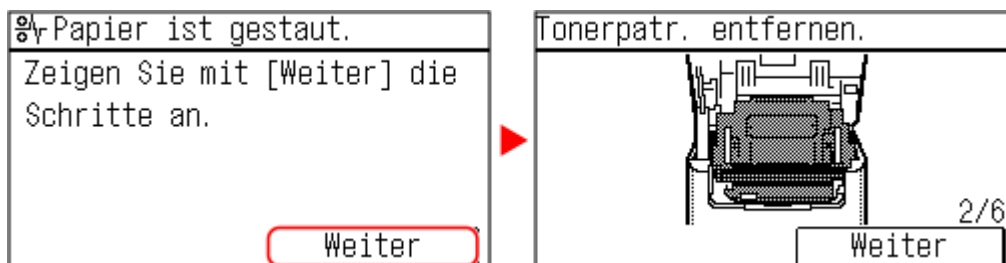 Papier ist gestaut.
Zeigen Sie mit [Weiter] die
Schritte an.
Weiter
Tonerpatr. entfernen.
2/6
Weiter